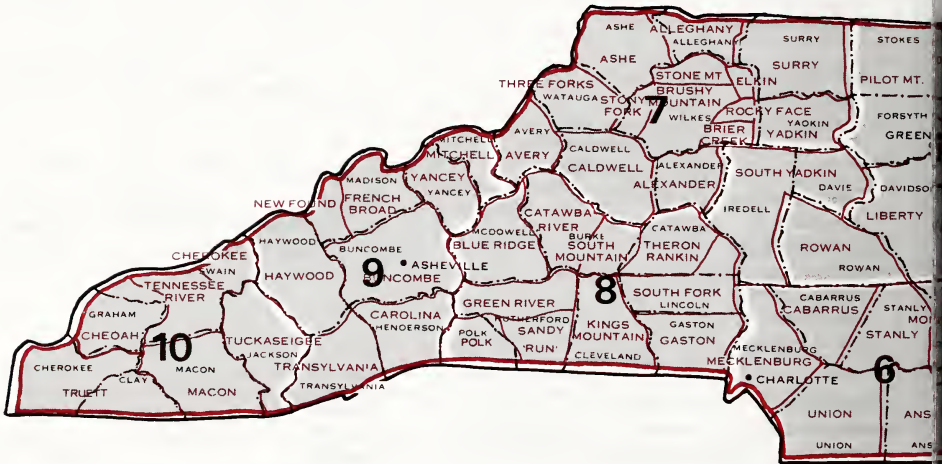 ASHE
ALLEGHANY
ALLEGHANY
SURRY
STOKES
ASHE
SURRY
STONE MT
ELKIN
PILOT MT.
THREE FORKS
WATAUGA
STONY FORK
BRUSHY MOUNTAIN
7
WILKES
ROCKY FACE
YADKIN
YADKIN
FORSYTH
GREEN
BRIER CREEK
MITCHELL
MITCHELL
AVERY
AVERY
CALDWELL
CALDWELL
ALEXANDER
ALEXANDER
SOUTH YADKIN
DAVIE
DAVIDSO
IREDELL
LIBERTY
MADISON
FRENCH BROAD
YANCEY
YANCEY
NEW FOUND
CATAWBA RIVER
BURKE
SOUTH MOUNTAIN
CATAWBA
THERON RANKIN
ROWAN
ROWAN
HAYWOOD
HAYWOOD
BUNCOMBE
ASHEVILLE
BUNCOMBE
9
MCDOWELL
BLUE RIDGE
CHEROKEE
SWAIN
TENNESSEE RIVER
8
SOUTH FORK
LINCOLN
CABARRUS
CABARRUS
STANLY
MO
STANLY
GRAHAM
CHEOAH
10
TUCKASEIGEE
JACKSON
CAROLINA
HENDERSON
GREEN RIVER
RUTHERFORD
SANDY
'RUN'
POLK
POLK
KINGS MOUNTAIN
CLEVELAND
GASTON
GASTON
MECKLENBURG
MECKLENBURG
CHARLOTTE
6
CHEROKEE
TRUETT
CLAY
MACON
MACON
TRANSYLVANIA
TRANSYLVANIA
UNION
UNION
ANS
ANS